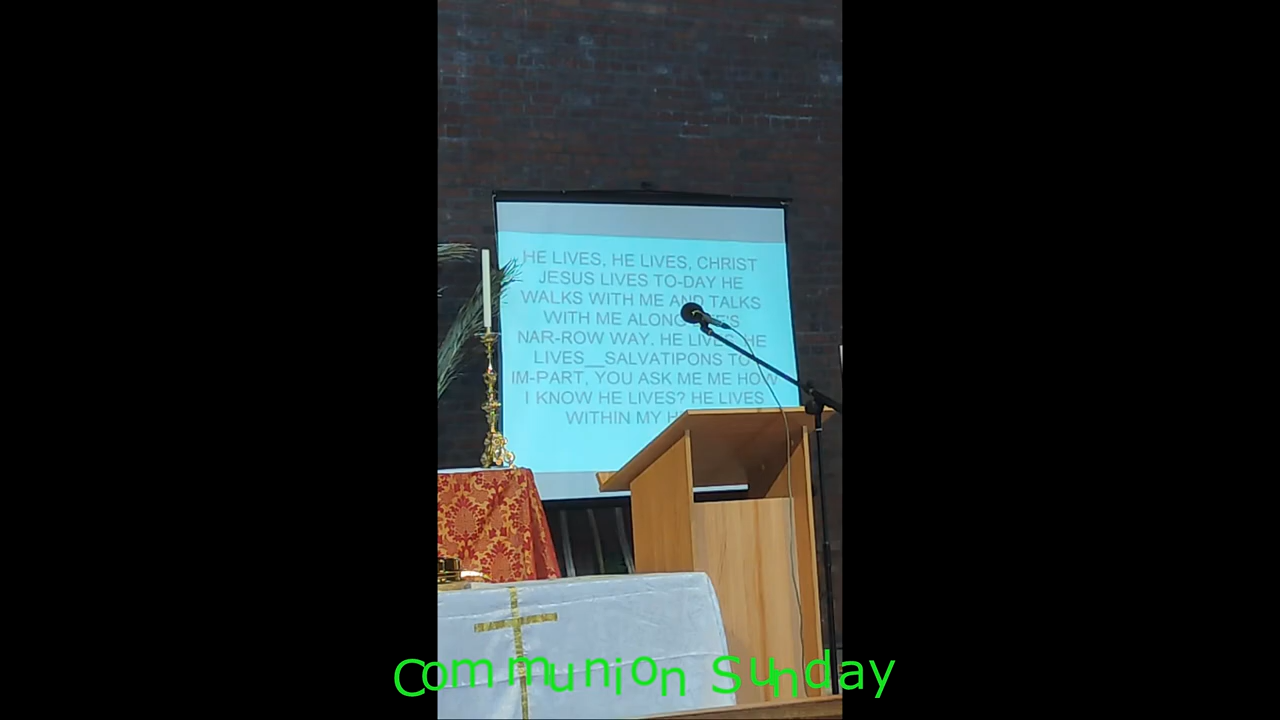 HE LIVES, HE LIVES, CHRIST
JESUS LIVES TO-DAY HE
WALKS WITH ME AND TALKS
WITH ME ALONG
NAR-ROW WAY. HE LIVES, HE
LIVES__SALVATIPONS TO
IM-PART, YOU ASK ME ME HOW
I KNOW HE LIVES? HE LIVES
WITHIN MY
Communion Sunday